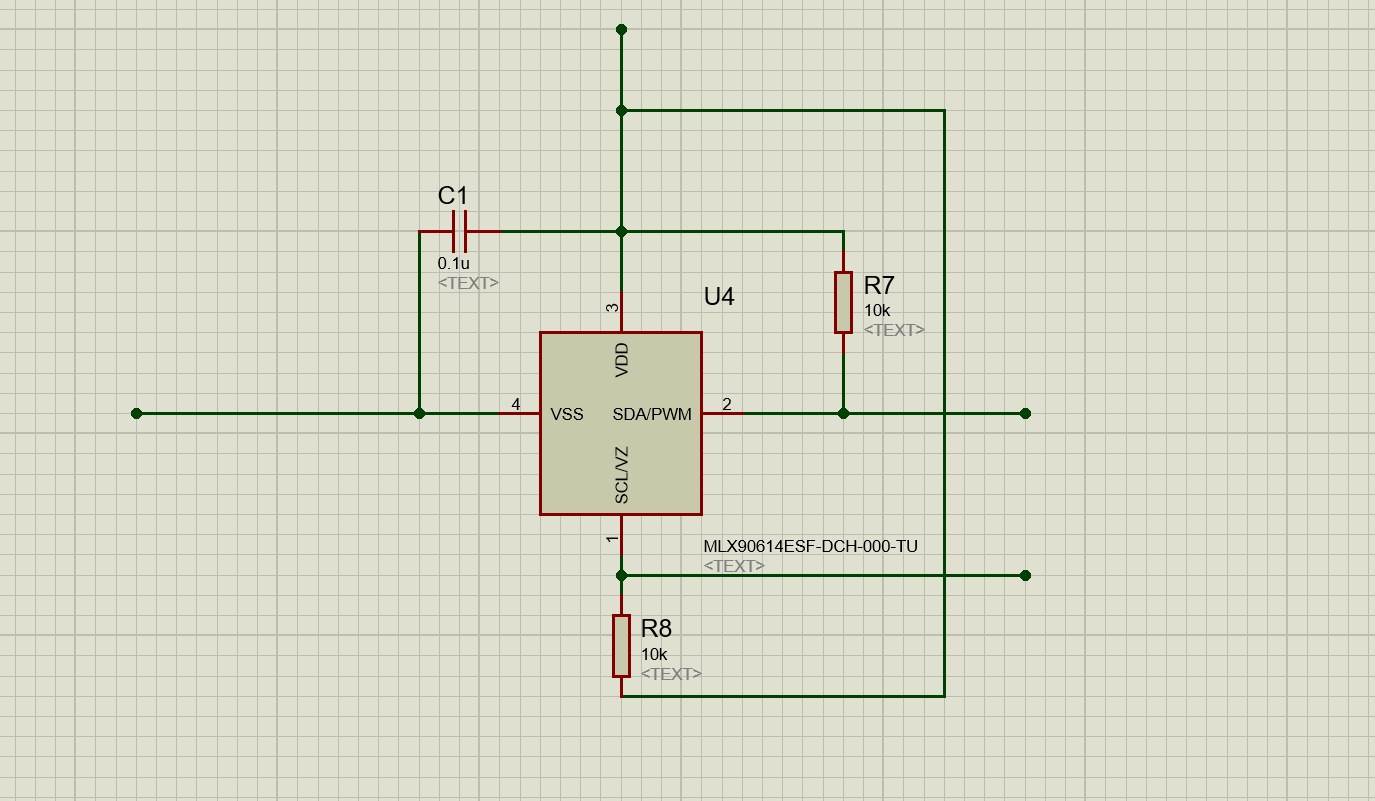 C1
0.1u
<TEXT>
U4
R7
10k
<TEXT>
3
VDD
4
VSS
SDA/PWM
2
SCL/VZ
1
MLX90614ESF-DCH-000-TU
<TEXT>
R8
10k
<TEXT>